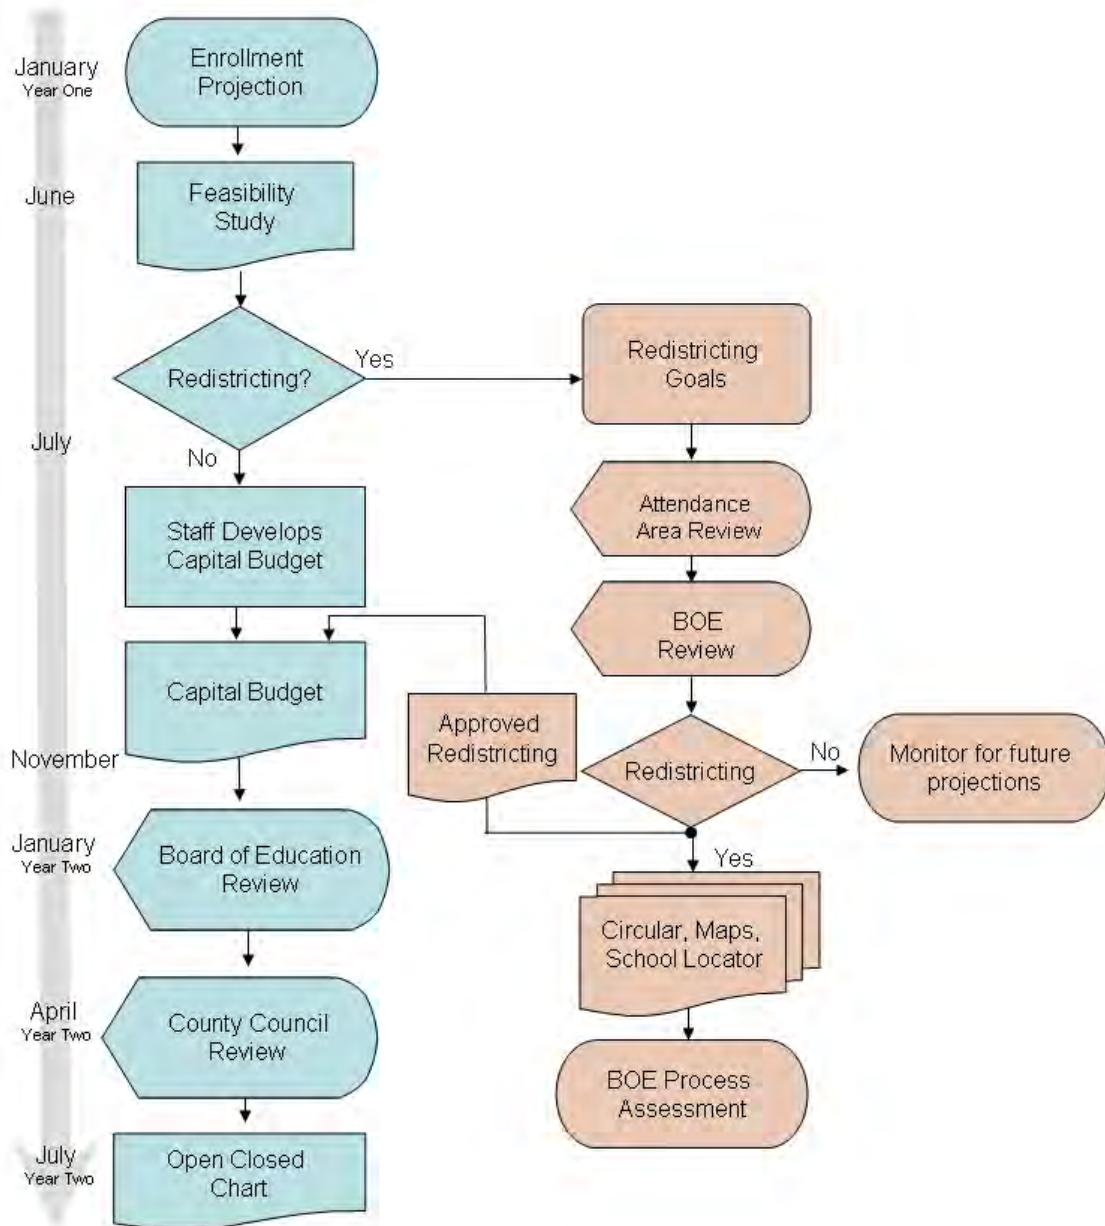 January
Year One
Enrollment
Projection
June
Feasibility
Study
Redistricting?
Yes
Redistricting
Goals
July
No
Staff Develops
Capital Budget
Attendance
Area Review
BOE
Review
Capital Budget
Approved
Redistricting
Redistricting
No
Monitor for future
projections
November
January
Year Two
Board of Education
Review
Yes
Circular, Maps,
School Locator
April
Year Two
County Council
Review
BOE Process
Assessment
July
Year Two
Open Closed
Chart